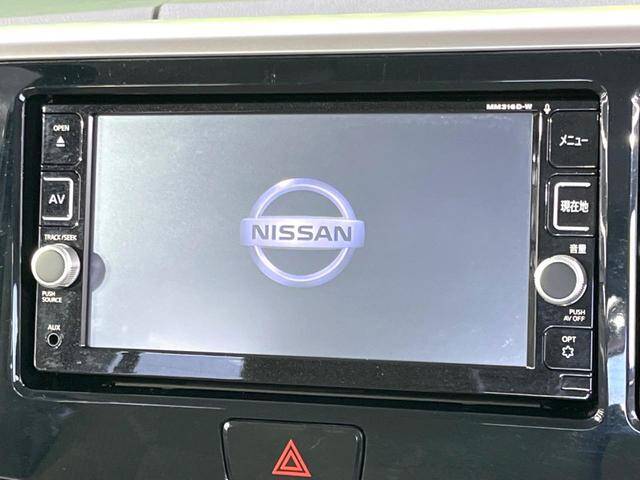 MM316D-W
OPEN
メニュー
AV
現在地
TRACK/SEEK
音量
NISSAN
PUSH
SOURCE
PUSH
AV OFF
AUX
OPT